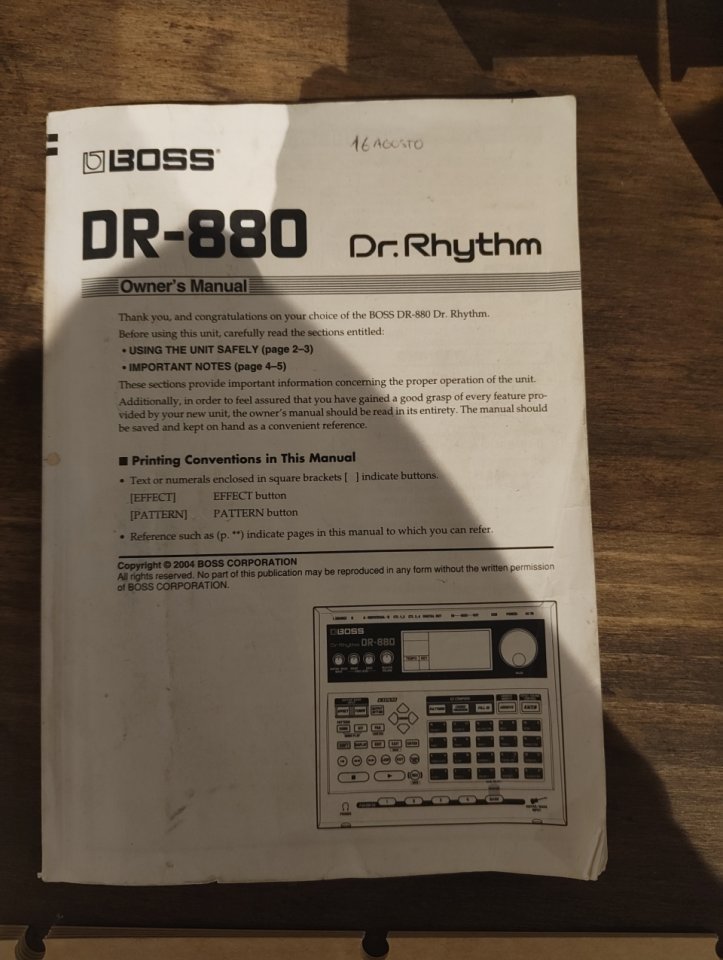 BOSS
16 AGOSTO
DR-880 Dr.Rhythm
Owner's Manual
Thank you, and congratulations on your choice of the BOSS DR-880 Dr. Rhythm.
Before using this unit, carefully read the sections entitled:
• USING THE UNIT SAFELY (page 2–3)
• IMPORTANT NOTES (page 4–5)
These sections provide important information concerning the proper operation of the unit.
Additionally, in order to feel assured that you have gained a good grasp of every feature pro-
vided by your new unit, the owner's manual should be read in its entirety. The manual should
be saved and kept on hand as a convenient reference.
■ Printing Conventions in This Manual
• Text or numerals enclosed in square brackets [ ] indicate buttons.
[EFFECT] EFFECT button
[PATTERN] PATTERN button
• Reference such as (p. **) indicate pages in this manual to which you can refer.
Copyright © 2004 BOSS CORPORATION
All rights reserved. No part of this publication may be reproduced in any form without the written permission
of BOSS CORPORATION.
BOSS
Dr.Rhythm DR-880